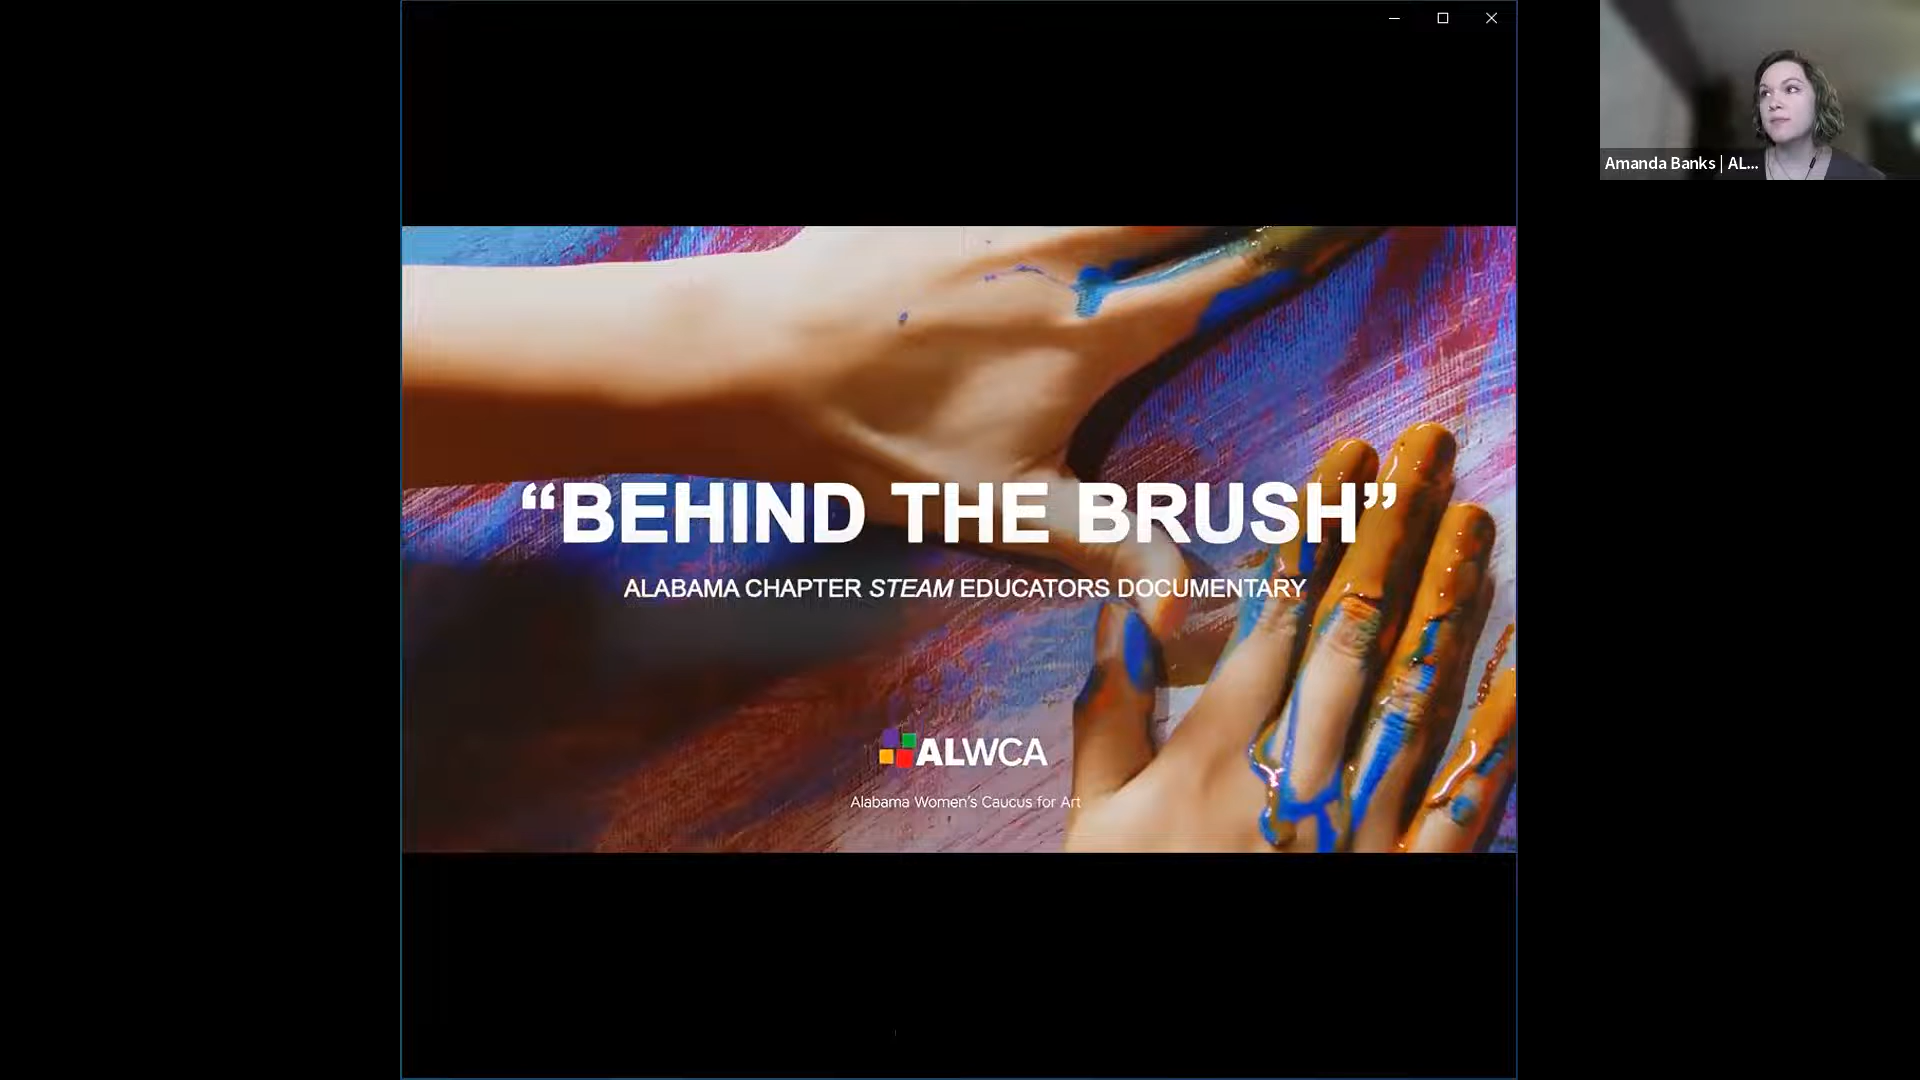 Amanda Banks | AL...
“BEHIND THE BRUSH”
ALABAMA CHAPTER STEAM EDUCATORS DOCUMENTARY
ALWCA
Alabama Women's Caucus for Art